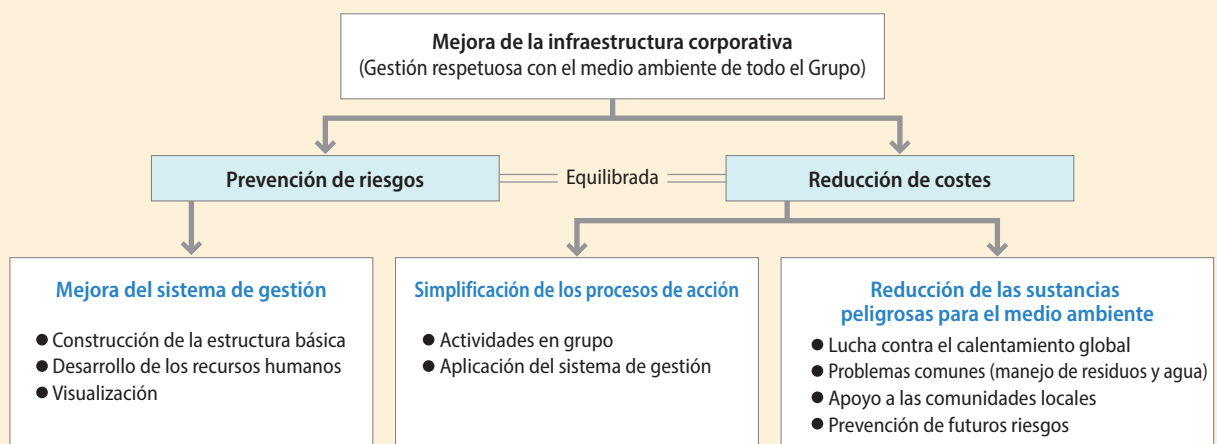 Mejora de la infraestructura corporativa
(Gestión respetuosa con el medio ambiente de todo el Grupo)
Prevención de riesgos
Equilibrada
Reducción de costes
Mejora del sistema de gestión
● Construcción de la estructura básica
● Desarrollo de los recursos humanos
● Visualización
Simplificación de los procesos de acción
● Actividades en grupo
● Aplicación del sistema de gestión
Reducción de las sustancias
peligrosas para el medio ambiente
● Lucha contra el calentamiento global
● Problemas comunes (manejo de residuos y agua)
● Apoyo a las comunidades locales
● Prevención de futuros riesgos